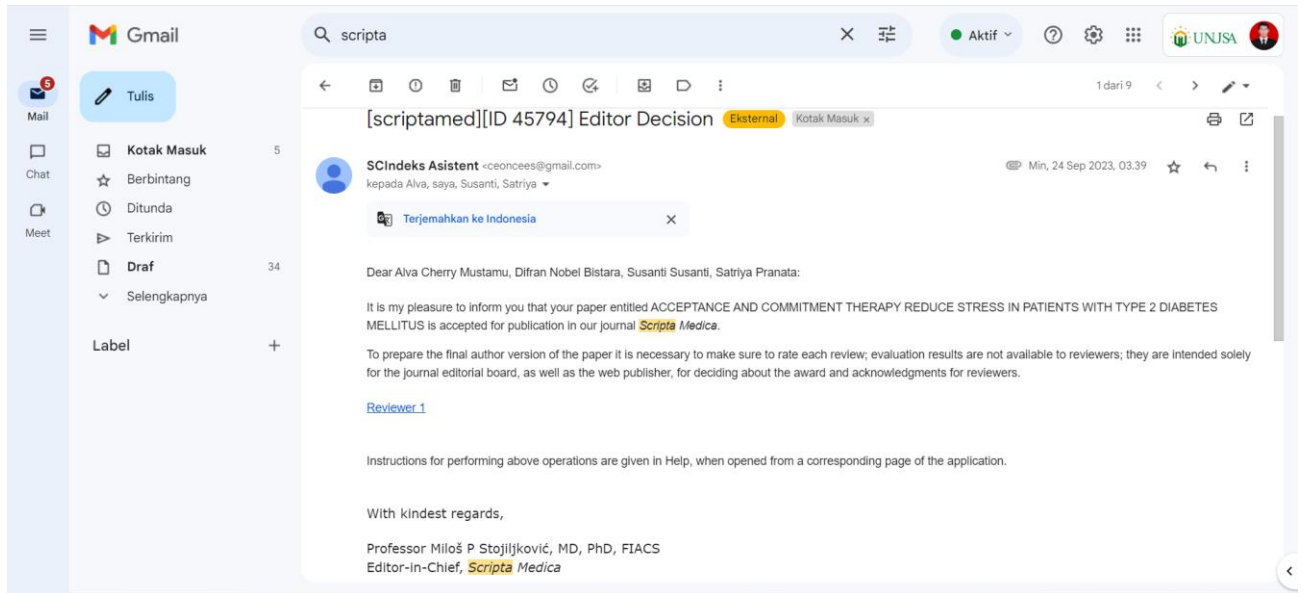 Gmail
scripta
Aktif
UNUSA
5
Mail
Chat
Meet
Tulis
Kotak Masuk 5
Berbintang
Ditunda
Terkirim
Draf 34
Selengkapnya
Label
1 dari 9
[scriptamed][ID 45794] Editor Decision Eksternal Kotak Masuk x
SCIndeks Asistent <ceoncees@gmail.com> Min, 24 Sep 2023, 03.39
kepada Alva, saya, Susanti, Satriya
Terjemahkan ke Indonesia
Dear Alva Cherry Mustamu, Difran Nobel Bistara, Susanti Susanti, Satriya Pranata:
It is my pleasure to inform you that your paper entitled ACCEPTANCE AND COMMITMENT THERAPY REDUCE STRESS IN PATIENTS WITH TYPE 2 DIABETES
MELLITUS is accepted for publication in our journal Scripta Medica.
To prepare the final author version of the paper it is necessary to make sure to rate each review; evaluation results are not available to reviewers; they are intended solely
for the journal editorial board, as well as the web publisher, for deciding about the award and acknowledgments for reviewers.
Reviewer 1
Instructions for performing above operations are given in Help, when opened from a corresponding page of the application.
With kindest regards,
Professor Miloš P Stojiljković, MD, PhD, FIACS
Editor-in-Chief, Scripta Medica